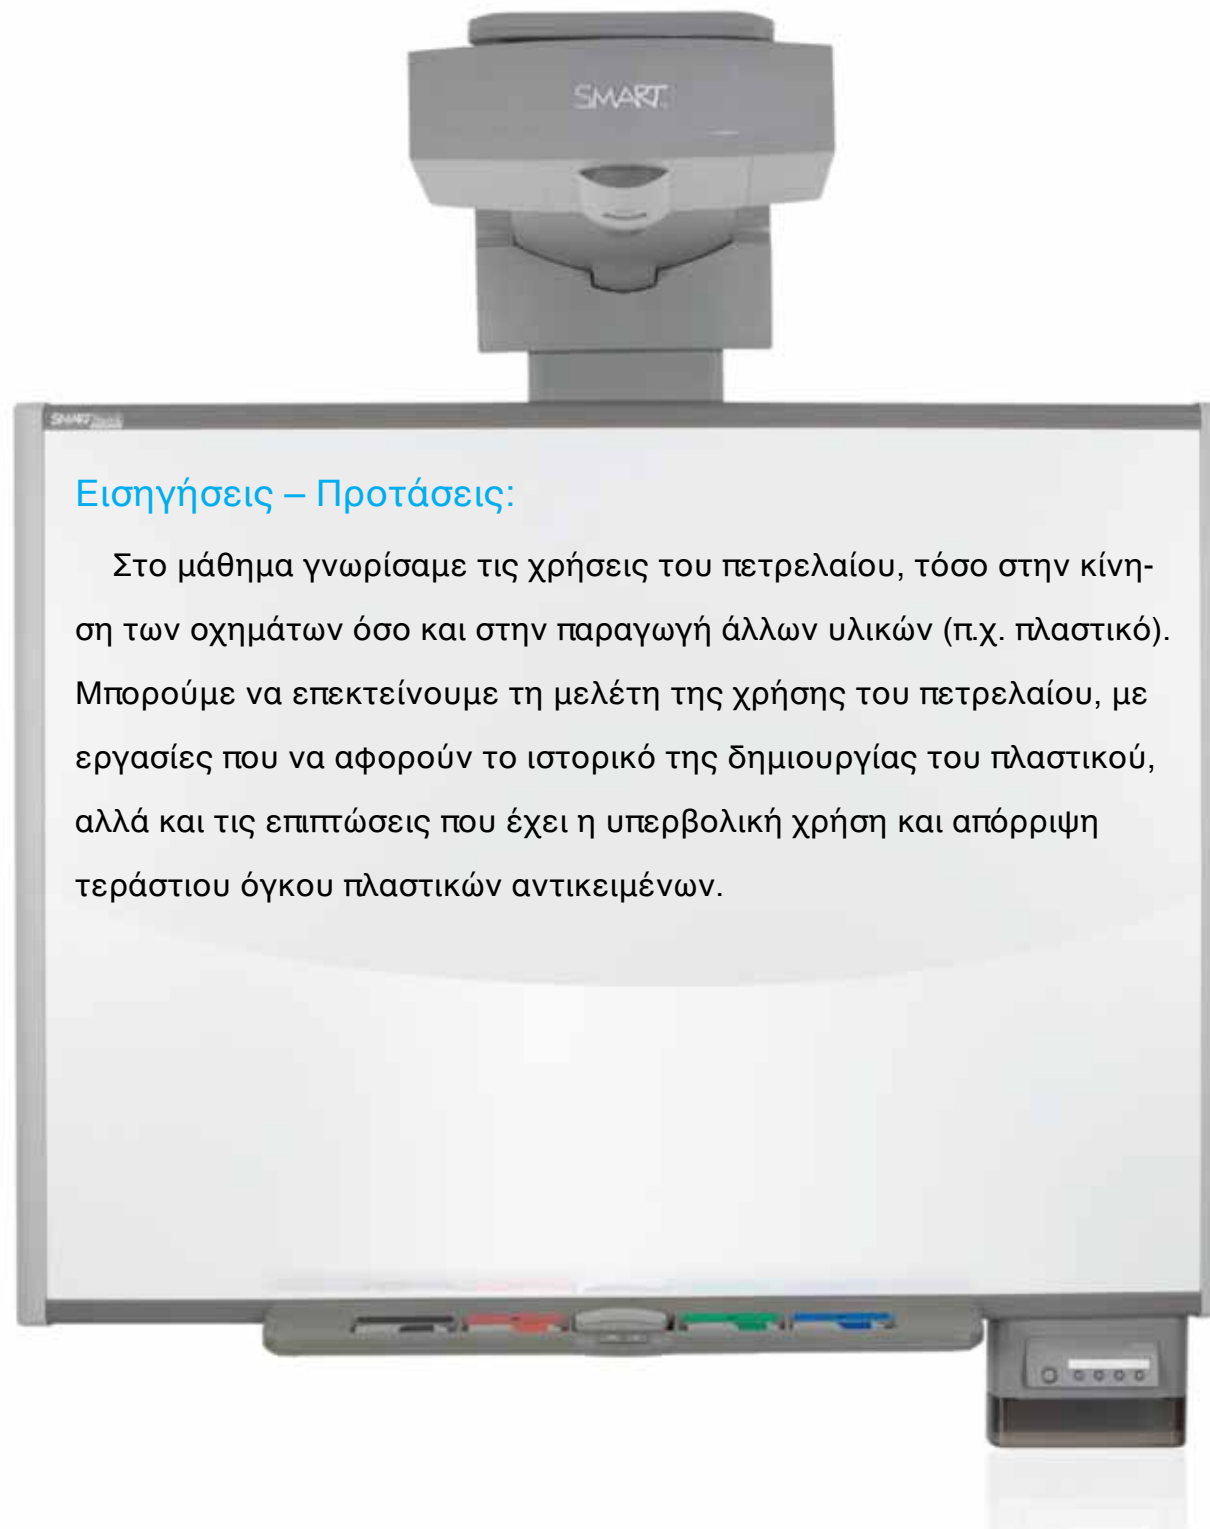 SMART
SMART
Εισηγήσεις – Προτάσεις:
Στο μάθημα γνωρίσαμε τις χρήσεις του πετρελαίου, τόσο στην κίνη-
ση των οχημάτων όσο και στην παραγωγή άλλων υλικών (π.χ. πλαστικό).
Μπορούμε να επεκτείνουμε τη μελέτη της χρήσης του πετρελαίου, με
εργασίες που να αφορούν το ιστορικό της δημιουργίας του πλαστικού,
αλλά και τις επιπτώσεις που έχει η υπερβολική χρήση και απόρριψη
τεράστιου όγκου πλαστικών αντικειμένων.